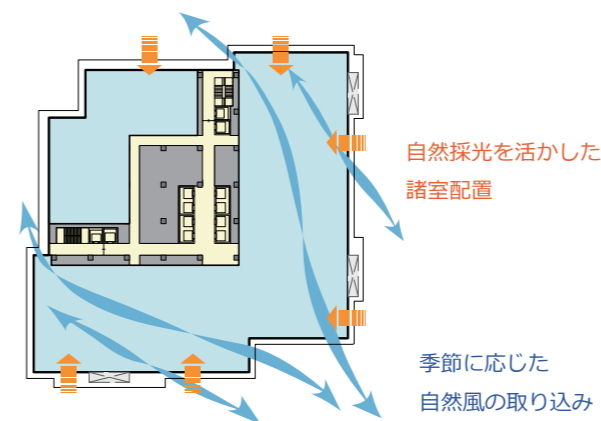 自然採光を活かした
諸室配置
季節に応じた
自然風の取り込み